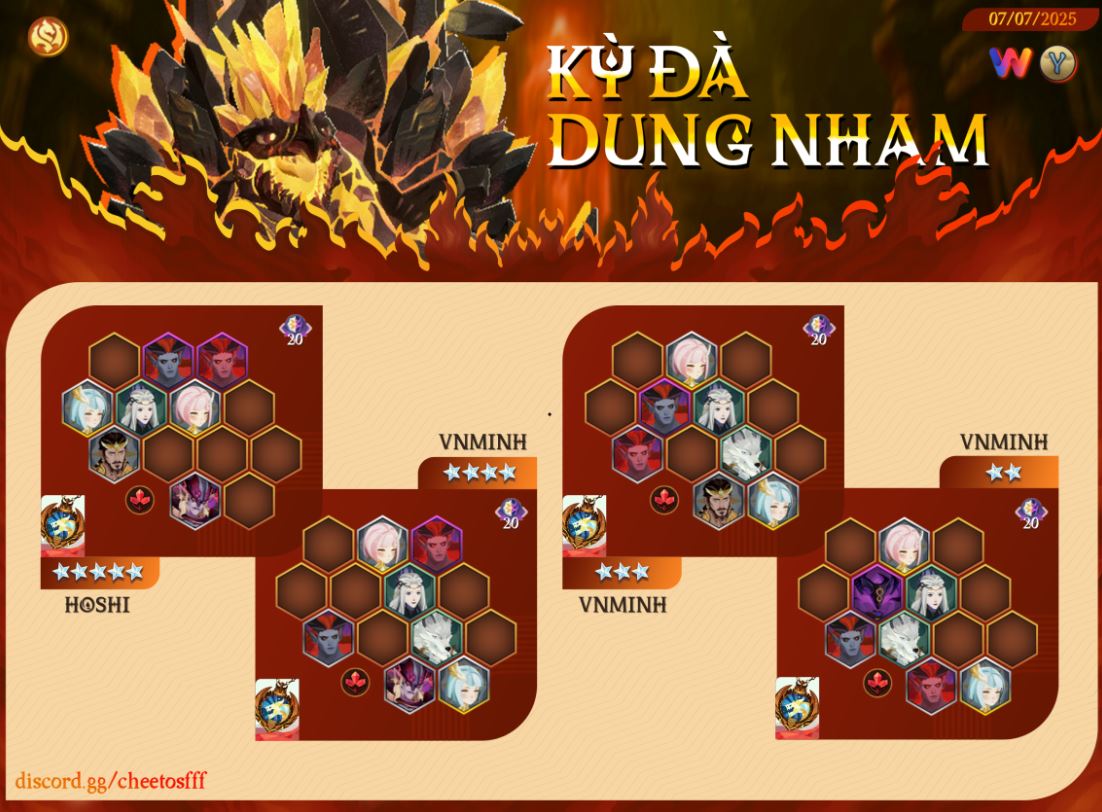 07/07/2025
KỲ ĐÀ
DUNG NHAM
20
20
VNMINH
VNMINH
20
20
HOSHI
VNMINH
discord.gg/cheetosfff